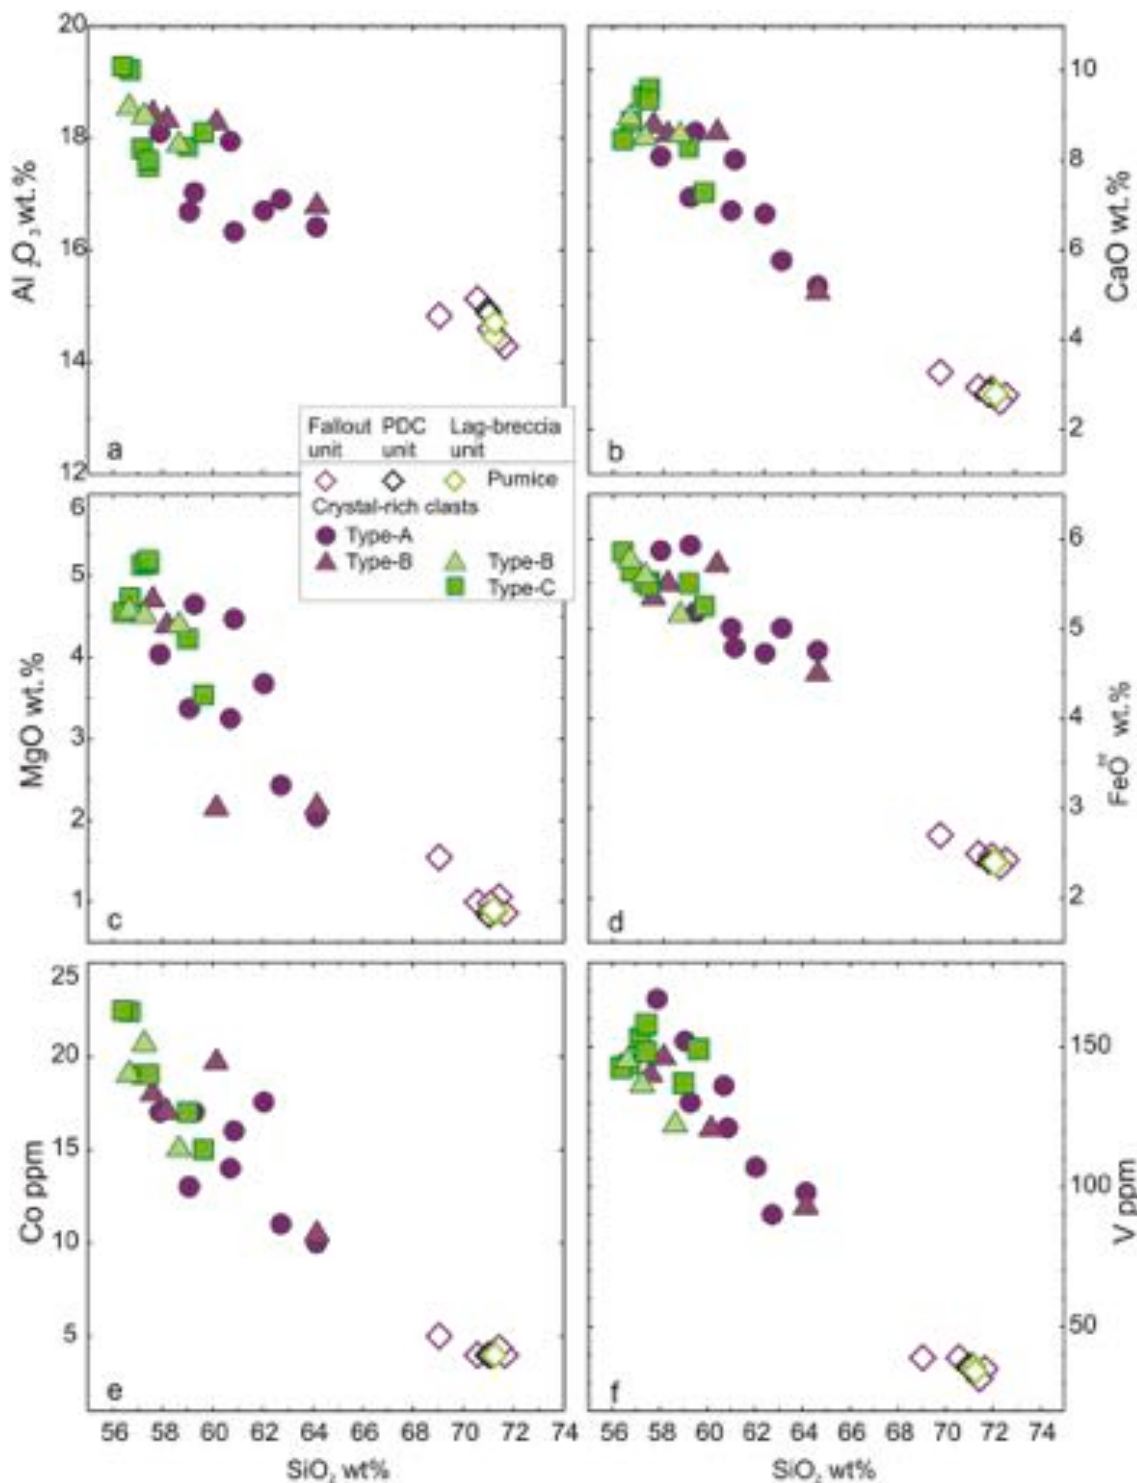 20
18
16
14
12
Al2O3 wt.%
a
10
8
6
4
2
CaO wt.%
b
Fallout unit PDC unit Lag-breccia unit
Pumice
Crystal-rich clasts
Type-A
Type-B Type-B
Type-C
6
5
4
3
2
1
MgO wt.%
c
6
5
4
3
2
FeOtot wt.%
d
25
20
15
10
5
Co ppm
e
150
100
50
V ppm
f
56 58 60 62 64 66 68 70 72 74
SiO2 wt%
56 58 60 62 64 66 68 70 72 74
SiO2 wt%